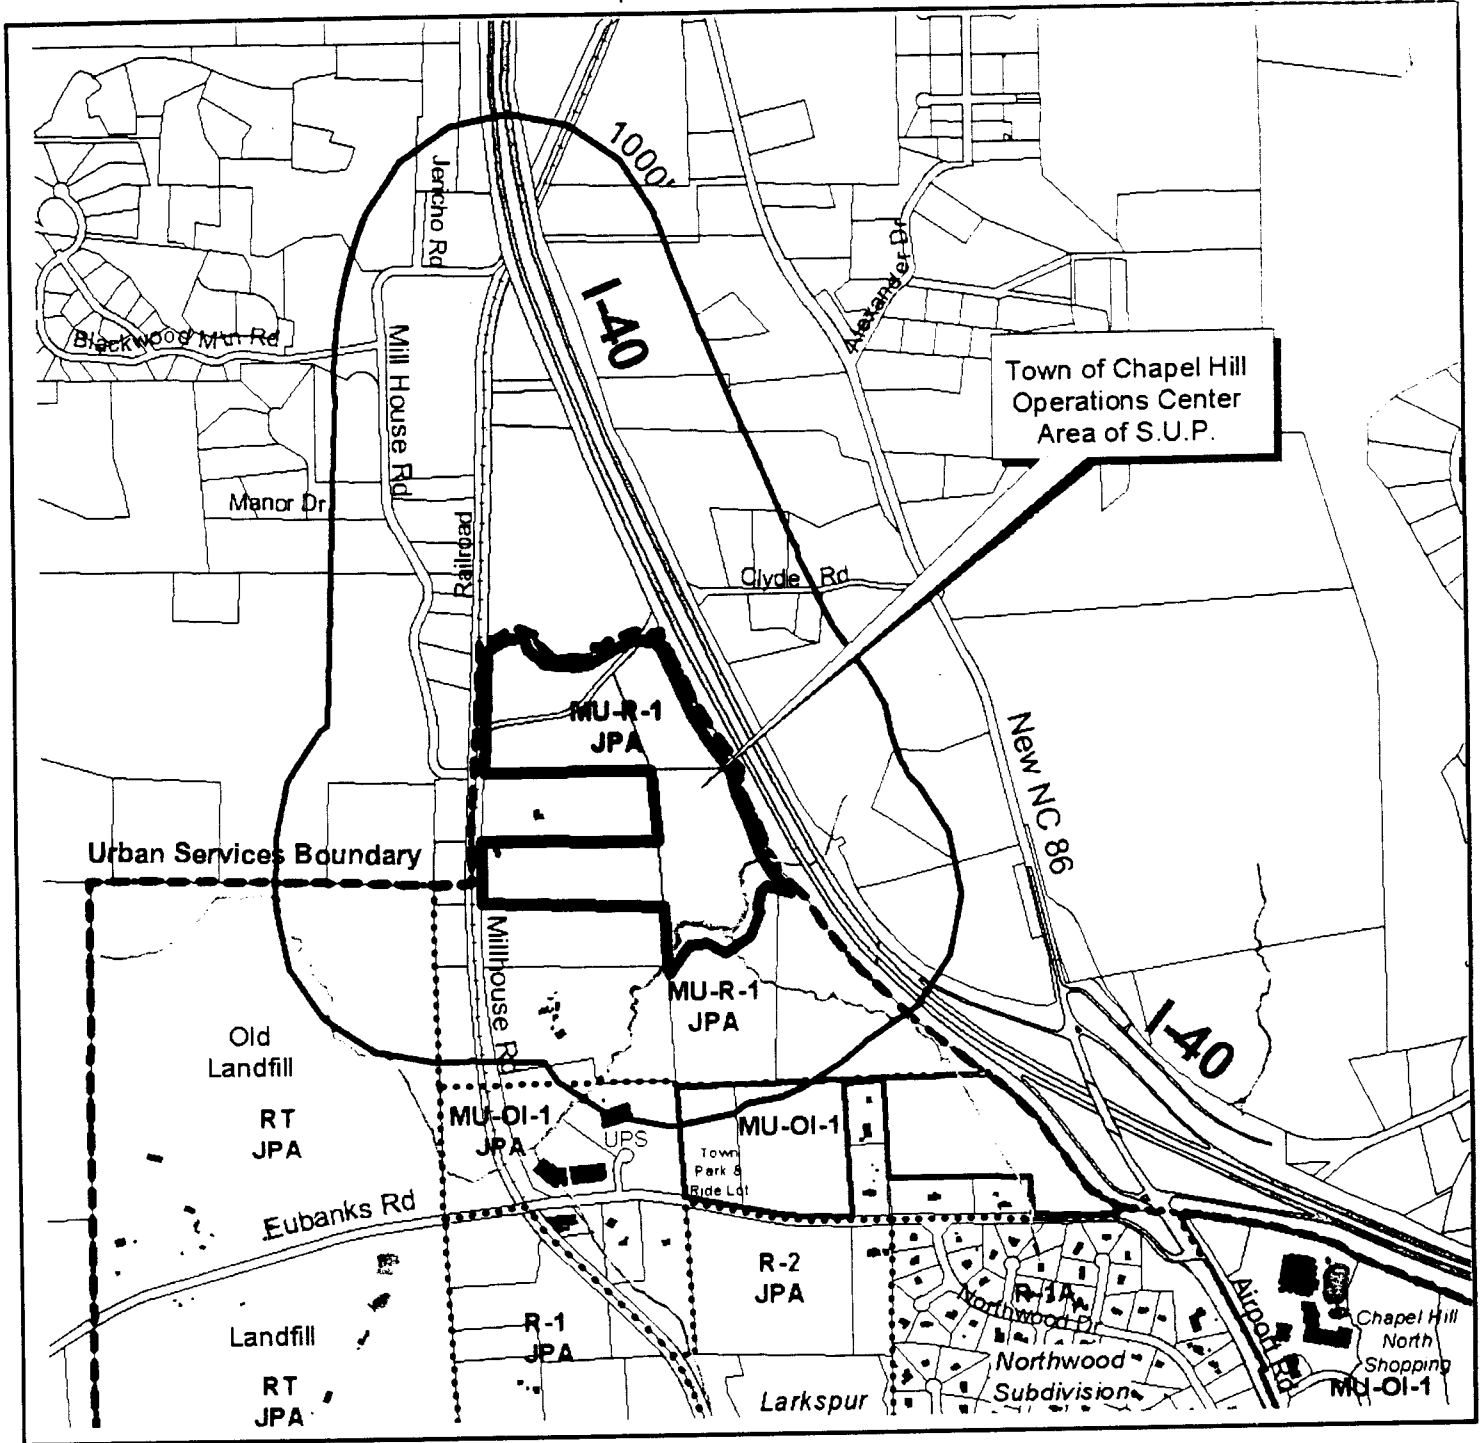 1000'
Jericho Rd
I-40
Alexander Dr
Blackwood Mtn Rd
Mill House Rd
Town of Chapel Hill
Operations Center
Area of S.U.P.
Manor Dr
Railroad
Clyde Rd
MU-R-1
JPA
New NC 86
Urban Services Boundary
Millhouse Rd
MU-R-1
JPA
Old
Landfill
I-40
RT
JPA
MU-OI-1
JPA
UPS
MU-OI-1
Town
Park &
Ride Lot
Eubanks Rd
R-2
JPA
R-1A
Northwood Dr
Airport Rd
Chapel Hill
North
Shopping
MU-OI-1
Landfill
R-1
JPA
Northwood
Subdivision
RT
JPA
Larkspur